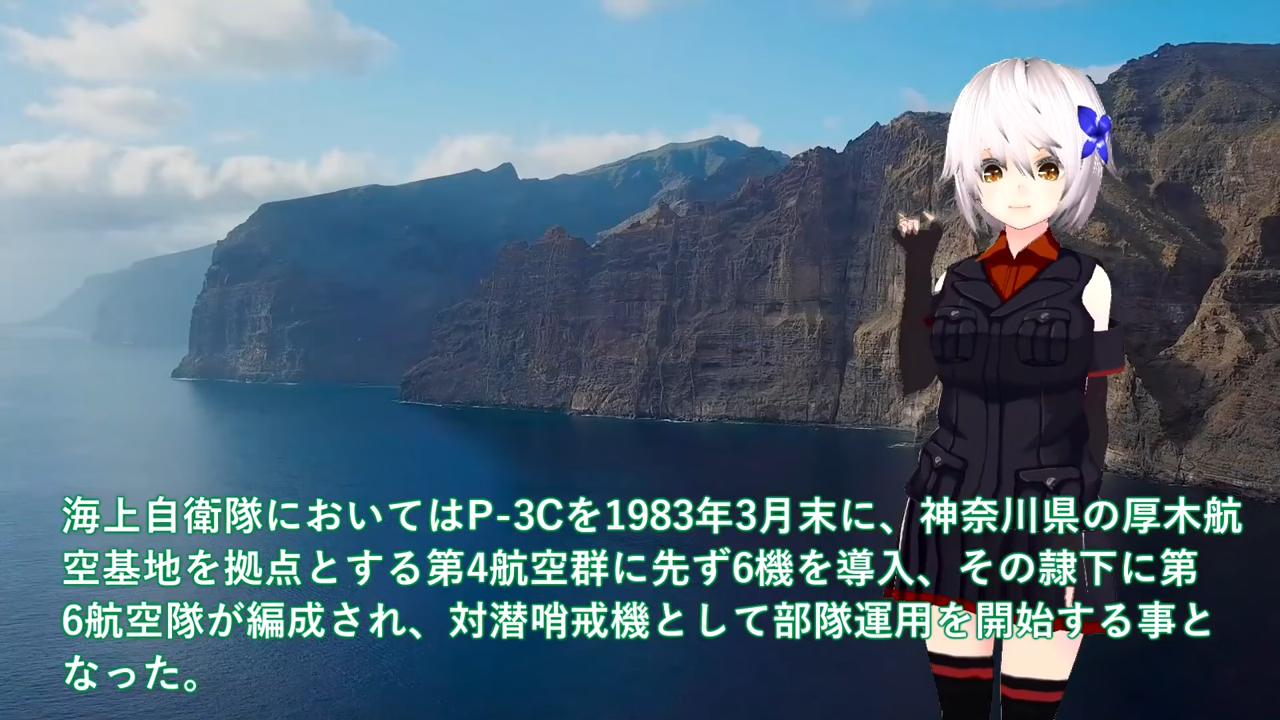 海上自衛隊においてはP-3Cを1983年3月末に、神奈川県の厚木航
空基地を拠点とする第4航空群に先ず6機を導入、その隷下に第
6航空隊が編成され、対潜哨戒機として部隊運用を開始する事と
なった。